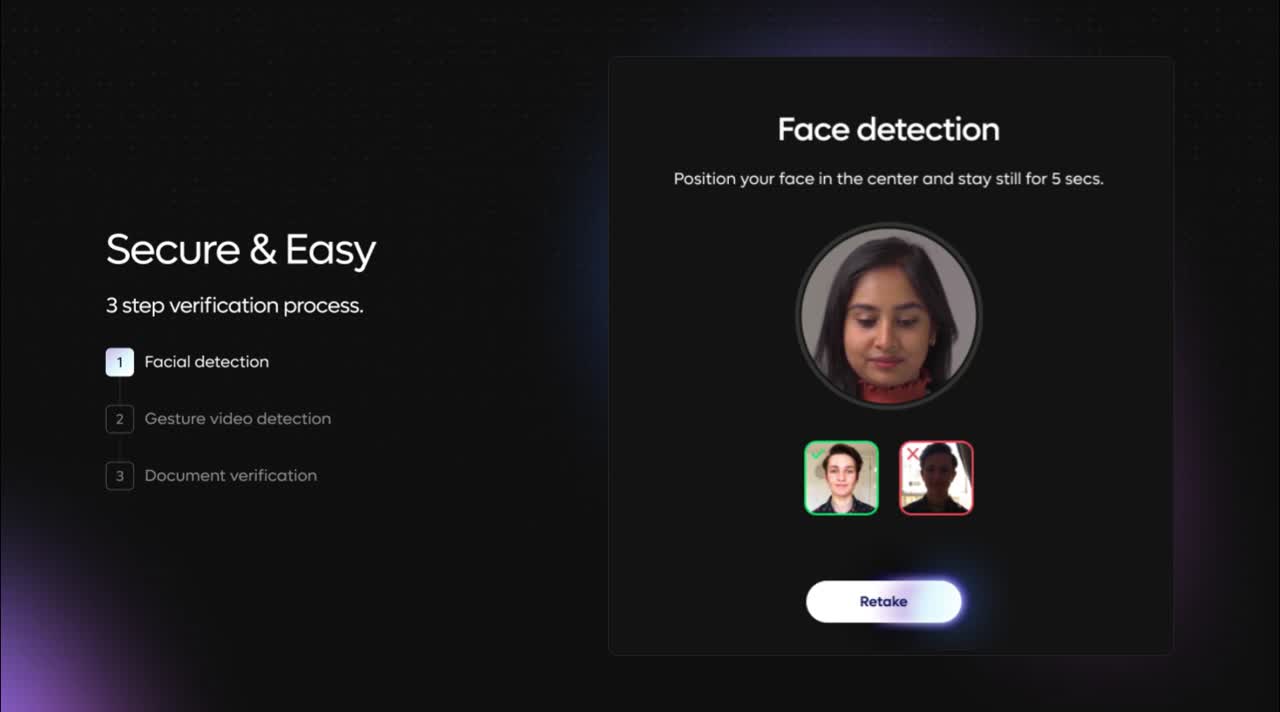 Secure & Easy
3 step verification process.
1 Facial detection
2 Gesture video detection
3 Document verification
Face detection
Position your face in the center and stay still for 5 secs.
Retake